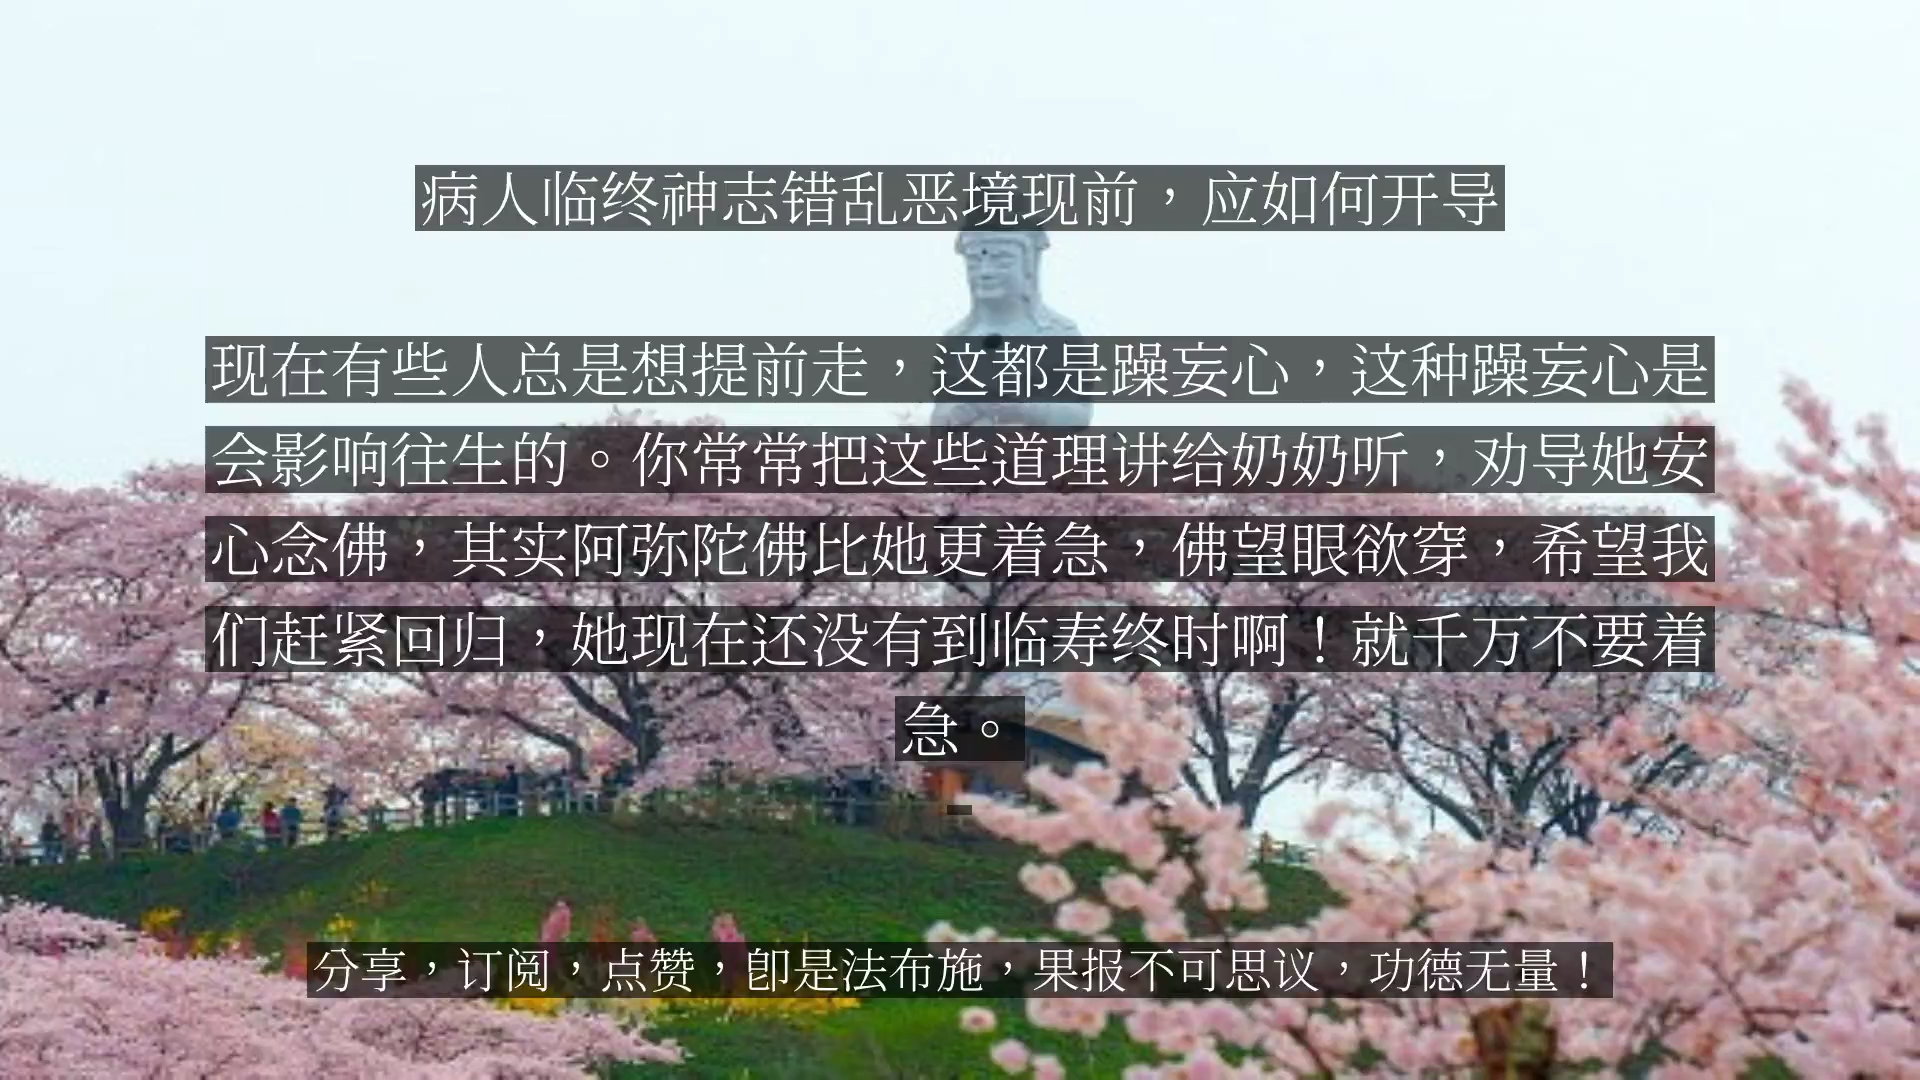 病人临终神志错乱恶境现前，应如何开导
现在有些人总是想提前走，这都是躁妄心，这种躁妄心是
会影响往生的。你常常把这些道理讲给奶奶听，劝导她安
心念佛，其实阿弥陀佛比她更着急，佛望眼欲穿，希望我
们赶紧回归，她现在还没有到临寿终时啊！就千万不要着
急。
分享，订阅，点赞，即是法布施，果报不可思议，功德无量！